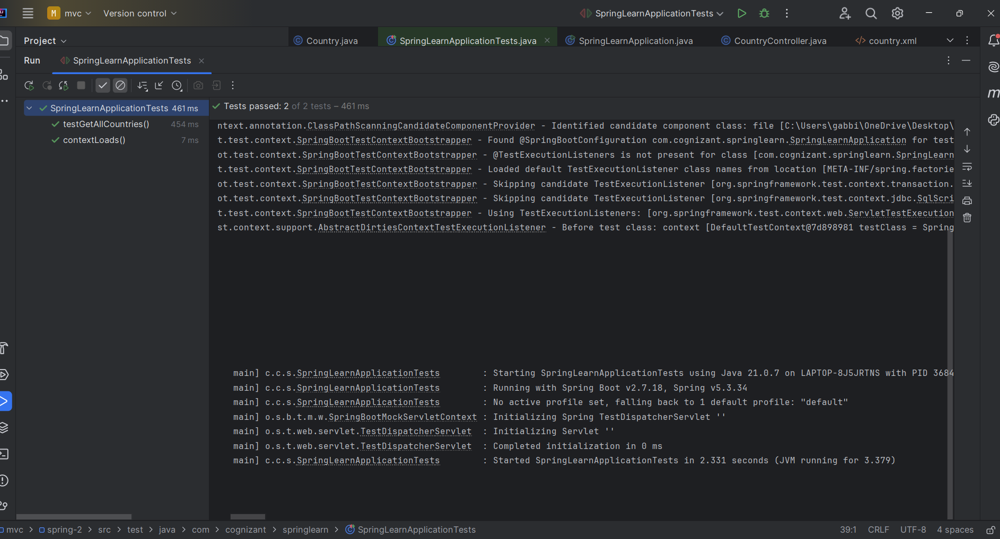 M mvc Version control SpringLearnApplicationTests
Project Country.java SpringLearnApplicationTests.java SpringLearnApplication.java CountryController.java country.xml
Run SpringLearnApplicationTests
SpringLearnApplicationTests 461 ms
testGetAllCountries() 454 ms
contextLoads() 7 ms
Tests passed: 2 of 2 tests – 461 ms
ntext.annotation.ClassPathScanningCandidateComponentProvider - Identified candidate component class: file [C:\Users\gabbi\OneDrive\Desktop\
t.test.context.SpringBootTestContextBootstrapper - Found @SpringBootConfiguration com.cognizant.springlearn.SpringLearnApplication for test
ot.test.context.SpringBootTestContextBootstrapper - @TestExecutionListeners is not present for class [com.cognizant.springlearn.SpringLearn
t.test.context.SpringBootTestContextBootstrapper - Loaded default TestExecutionListener class names from location [META-INF/spring.factorie
ot.test.context.SpringBootTestContextBootstrapper - Skipping candidate TestExecutionListener [org.springframework.test.context.transaction.
ot.test.context.SpringBootTestContextBootstrapper - Skipping candidate TestExecutionListener [org.springframework.test.context.jdbc.SqlScri
t.test.context.SpringBootTestContextBootstrapper - Using TestExecutionListeners: [org.springframework.test.context.web.ServletTestExecution
st.context.support.AbstractDirtiesContextTestExecutionListener - Before test class: context [DefaultTestContext@7d898981 testClass = Spring
main] c.c.s.SpringLearnApplicationTests : Starting SpringLearnApplicationTests using Java 21.0.7 on LAPTOP-8J5JRTNS with PID 3684
main] c.c.s.SpringLearnApplicationTests : Running with Spring Boot v2.7.18, Spring v5.3.34
main] c.c.s.SpringLearnApplicationTests : No active profile set, falling back to 1 default profile: "default"
main] o.s.b.t.m.w.SpringBootMockServletContext : Initializing Spring TestDispatcherServlet ''
main] o.s.t.web.servlet.TestDispatcherServlet : Initializing Servlet ''
main] o.s.t.web.servlet.TestDispatcherServlet : Completed initialization in 0 ms
main] c.c.s.SpringLearnApplicationTests : Started SpringLearnApplicationTests in 2.331 seconds (JVM running for 3.379)
mvc > spring-2 > src > test > java > com > cognizant > springlearn > SpringLearnApplicationTests 39:1 CRLF UTF-8 4 spaces